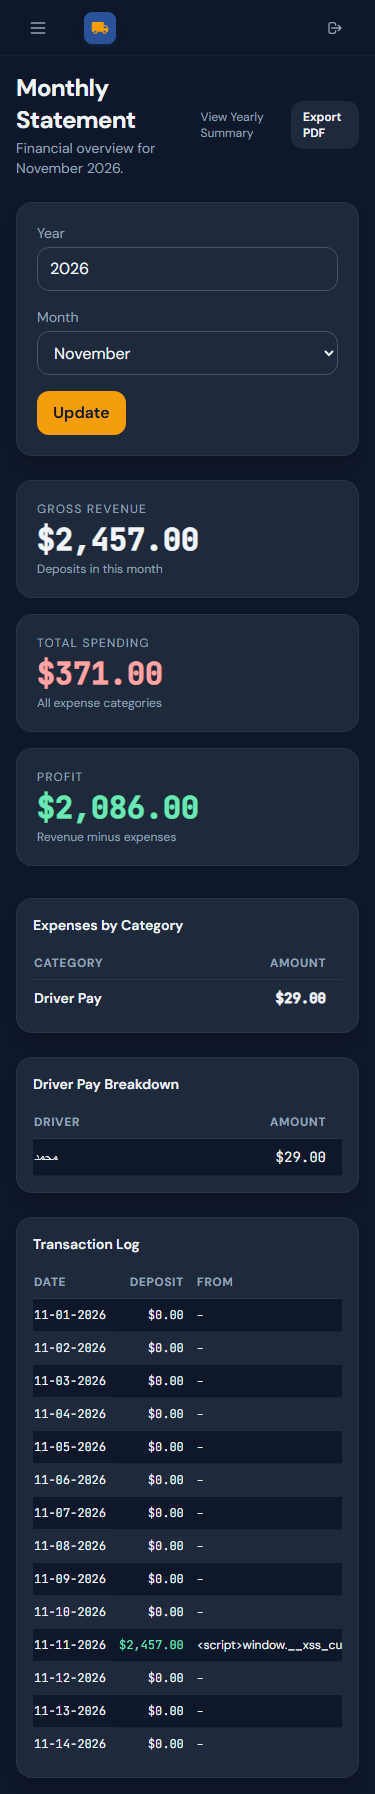 Monthly
Statement
Financial overview for
November 2026.
View Yearly
Summary
Export
PDF
Year
2026
Month
November
Update
GROSS REVENUE
$2,457.00
Deposits in this month
TOTAL SPENDING
$371.00
All expense categories
PROFIT
$2,086.00
Revenue minus expenses
Expenses by Category
CATEGORY AMOUNT
Driver Pay $29.00
Driver Pay Breakdown
DRIVER AMOUNT
محمد $29.00
Transaction Log
DATE DEPOSIT FROM
11-01-2026 $0.00 –
11-02-2026 $0.00 –
11-03-2026 $0.00 –
11-04-2026 $0.00 –
11-05-2026 $0.00 –
11-06-2026 $0.00 –
11-07-2026 $0.00 –
11-08-2026 $0.00 –
11-09-2026 $0.00 –
11-10-2026 $0.00 –
11-11-2026 $2,457.00 <script>window.__xss_cu
11-12-2026 $0.00 –
11-13-2026 $0.00 –
11-14-2026 $0.00 –